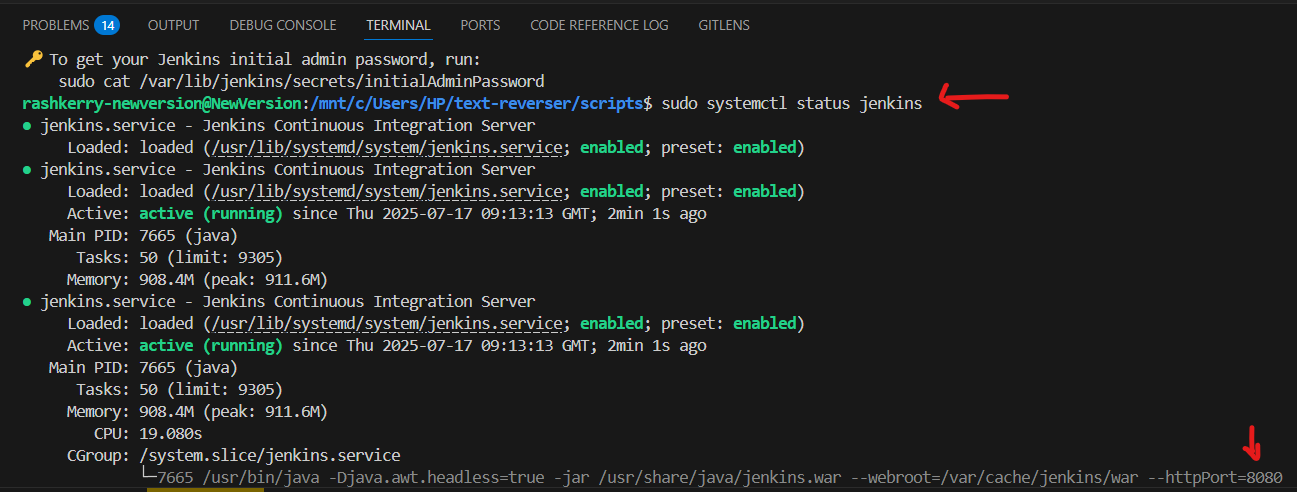 PROBLEMS 14 OUTPUT DEBUG CONSOLE TERMINAL PORTS CODE REFERENCE LOG GITLENS
To get your Jenkins initial admin password, run:
sudo cat /var/lib/jenkins/secrets/initialAdminPassword
rashkerry-newversion@NewVersion:/mnt/c/Users/HP/text-reverser/scripts$ sudo systemctl status jenkins
● jenkins.service - Jenkins Continuous Integration Server
Loaded: loaded (/usr/lib/systemd/system/jenkins.service; enabled; preset: enabled)
● jenkins.service - Jenkins Continuous Integration Server
Loaded: loaded (/usr/lib/systemd/system/jenkins.service; enabled; preset: enabled)
Active: active (running) since Thu 2025-07-17 09:13:13 GMT; 2min 1s ago
Main PID: 7665 (java)
Tasks: 50 (limit: 9305)
Memory: 908.4M (peak: 911.6M)
● jenkins.service - Jenkins Continuous Integration Server
Loaded: loaded (/usr/lib/systemd/system/jenkins.service; enabled; preset: enabled)
Active: active (running) since Thu 2025-07-17 09:13:13 GMT; 2min 1s ago
Main PID: 7665 (java)
Tasks: 50 (limit: 9305)
Memory: 908.4M (peak: 911.6M)
CPU: 19.080s
CGroup: /system.slice/jenkins.service
└─7665 /usr/bin/java -Djava.awt.headless=true -jar /usr/share/java/jenkins.war --webroot=/var/cache/jenkins/war --httpPort=8080